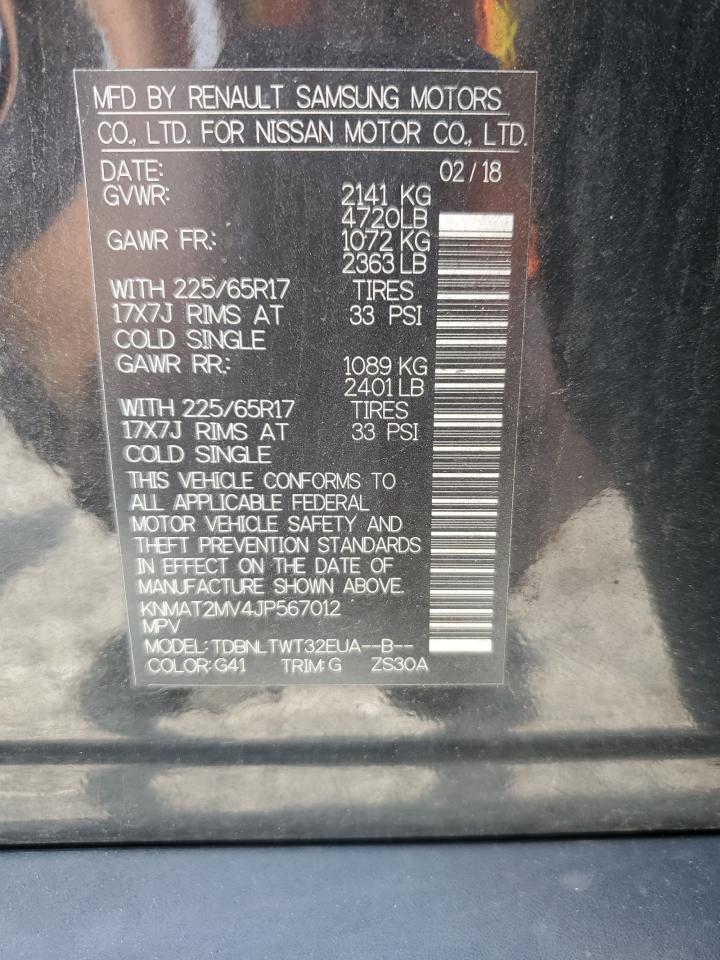 MFD BY RENAULT SAMSUNG MOTORS
CO., LTD. FOR NISSAN MOTOR CO., LTD.
DATE: 02/18
GVWR: 2141 KG
4720LB
GAWR FR: 1072 KG
2363 LB
WITH 225/65R17 TIRES
17X7J RIMS AT 33 PSI
COLD SINGLE
GAWR RR: 1089 KG
2401 LB
WITH 225/65R17 TIRES
17X7J RIMS AT 33 PSI
COLD SINGLE
THIS VEHICLE CONFORMS TO
ALL APPLICABLE FEDERAL
MOTOR VEHICLE SAFETY AND
THEFT PREVENTION STANDARDS
IN EFFECT ON THE DATE OF
MANUFACTURE SHOWN ABOVE.
KNMAT2MV4JP567012
MPV
MODEL: TDBNLTWT32EUA--B--
COLOR: G41 TRIM: G ZS30A